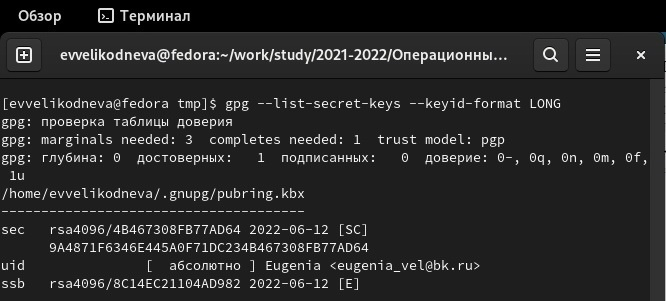 Обзор Терминал
evvelikodneva@fedora:~/work/study/2021-2022/Операционны...
[evvelikodneva@fedora tmp]$ gpg --list-secret-keys --keyid-format LONG
gpg: проверка таблицы доверия
gpg: marginals needed: 3  completes needed: 1  trust model: pgp
gpg: глубина: 0  достоверных:   1  подписанных:   0  доверие: 0-, 0q, 0n, 0m, 0f,
 1u
/home/evvelikodneva/.gnupg/pubring.kbx
--------------------------------------
sec   rsa4096/4B467308FB77AD64 2022-06-12 [SC]
      9A4871F6346E445A0F71DC234B467308FB77AD64
uid               [  абсолютно ] Eugenia <eugenia_vel@bk.ru>
ssb   rsa4096/8C14EC21104AD982 2022-06-12 [E]